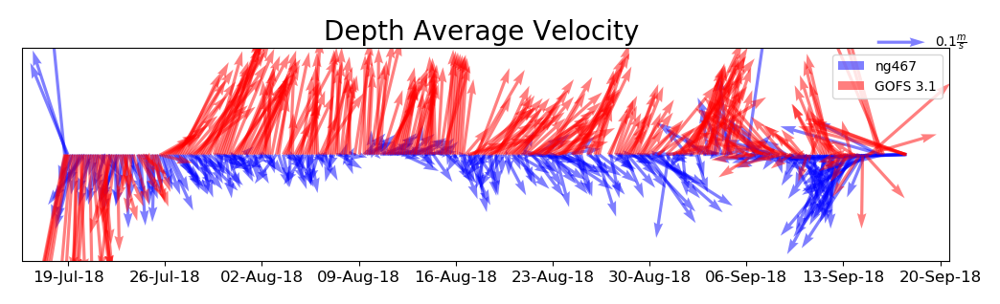 Depth Average Velocity
0.1 m/s
ng467
GOFS 3.1
19-Jul-18 26-Jul-18 02-Aug-18 09-Aug-18 16-Aug-18 23-Aug-18 30-Aug-18 06-Sep-18 13-Sep-18 20-Sep-18